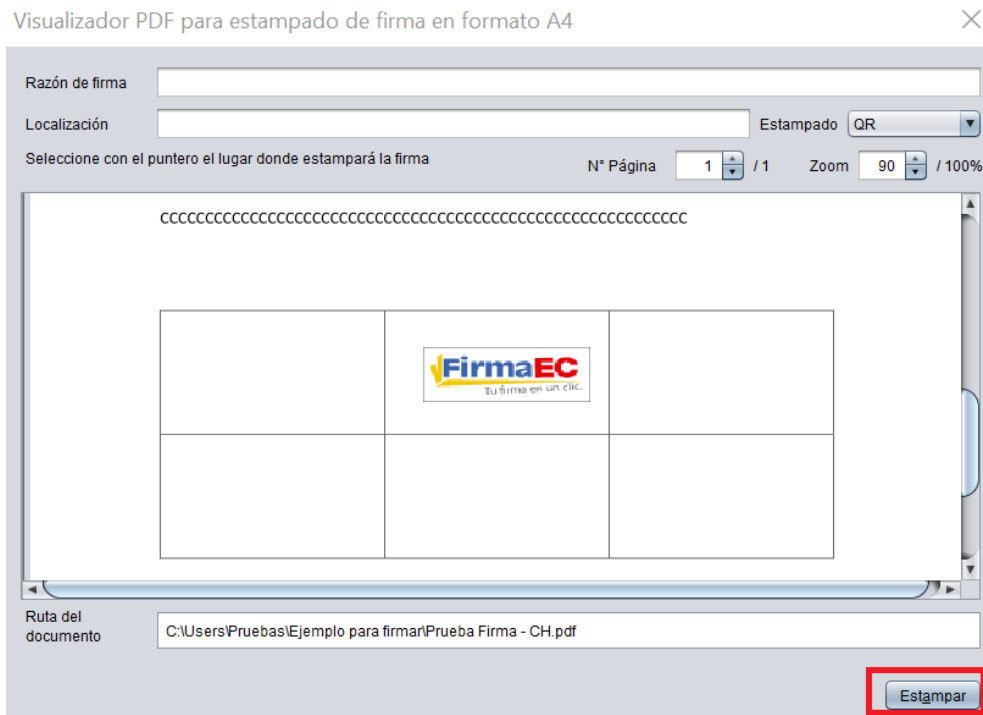 Visualizador PDF para estampado de firma en formato A4
Razón de firma
Localización
Estampado QR
Seleccione con el puntero el lugar donde estampará la firma
N° Página 1 / 1 Zoom 90 / 100%
ccccccccccccccccccccccccccccccccccccccccccccccccccccccccccc
FirmaEC
Tu firma en un clic.
Ruta del
documento
C:\Users\Pruebas\Ejemplo para firmar\Prueba Firma - CH.pdf
Estampar